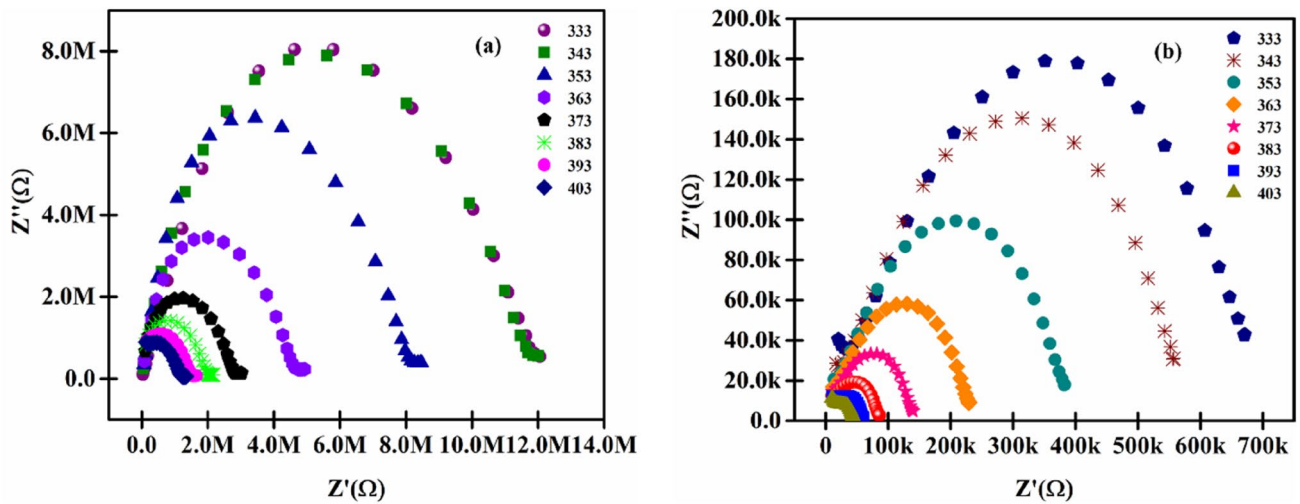 (a)
8.0M
6.0M
4.0M
2.0M
0.0
Z''(Ω)
0.0 2.0M 4.0M 6.0M 8.0M 10.0M 12.0M 14.0M
Z'(Ω)
333
343
353
363
373
383
393
403
(b)
200.0k
180.0k
160.0k
140.0k
120.0k
100.0k
80.0k
60.0k
40.0k
20.0k
0.0
Z''(Ω)
0 100k 200k 300k 400k 500k 600k 700k
Z'(Ω)
333
343
353
363
373
383
393
403